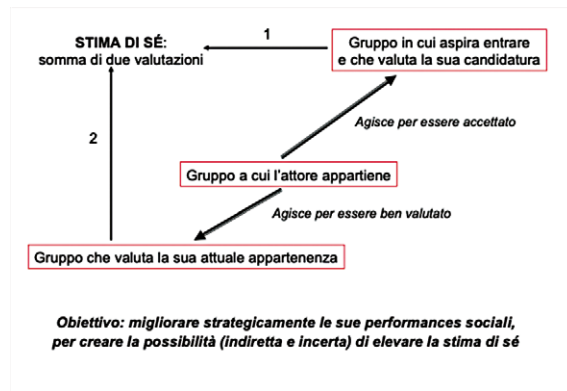 STIMA DI SÉ:
somma di due valutazioni
1
Gruppo in cui aspira entrare
e che valuta la sua candidatura
Agisce per essere accettato
2
Gruppo a cui l'attore appartiene
Agisce per essere ben valutato
Gruppo che valuta la sua attuale appartenenza
Obiettivo: migliorare strategicamente le sue performances sociali,
per creare la possibilità (indiretta e incerta) di elevare la stima di sé